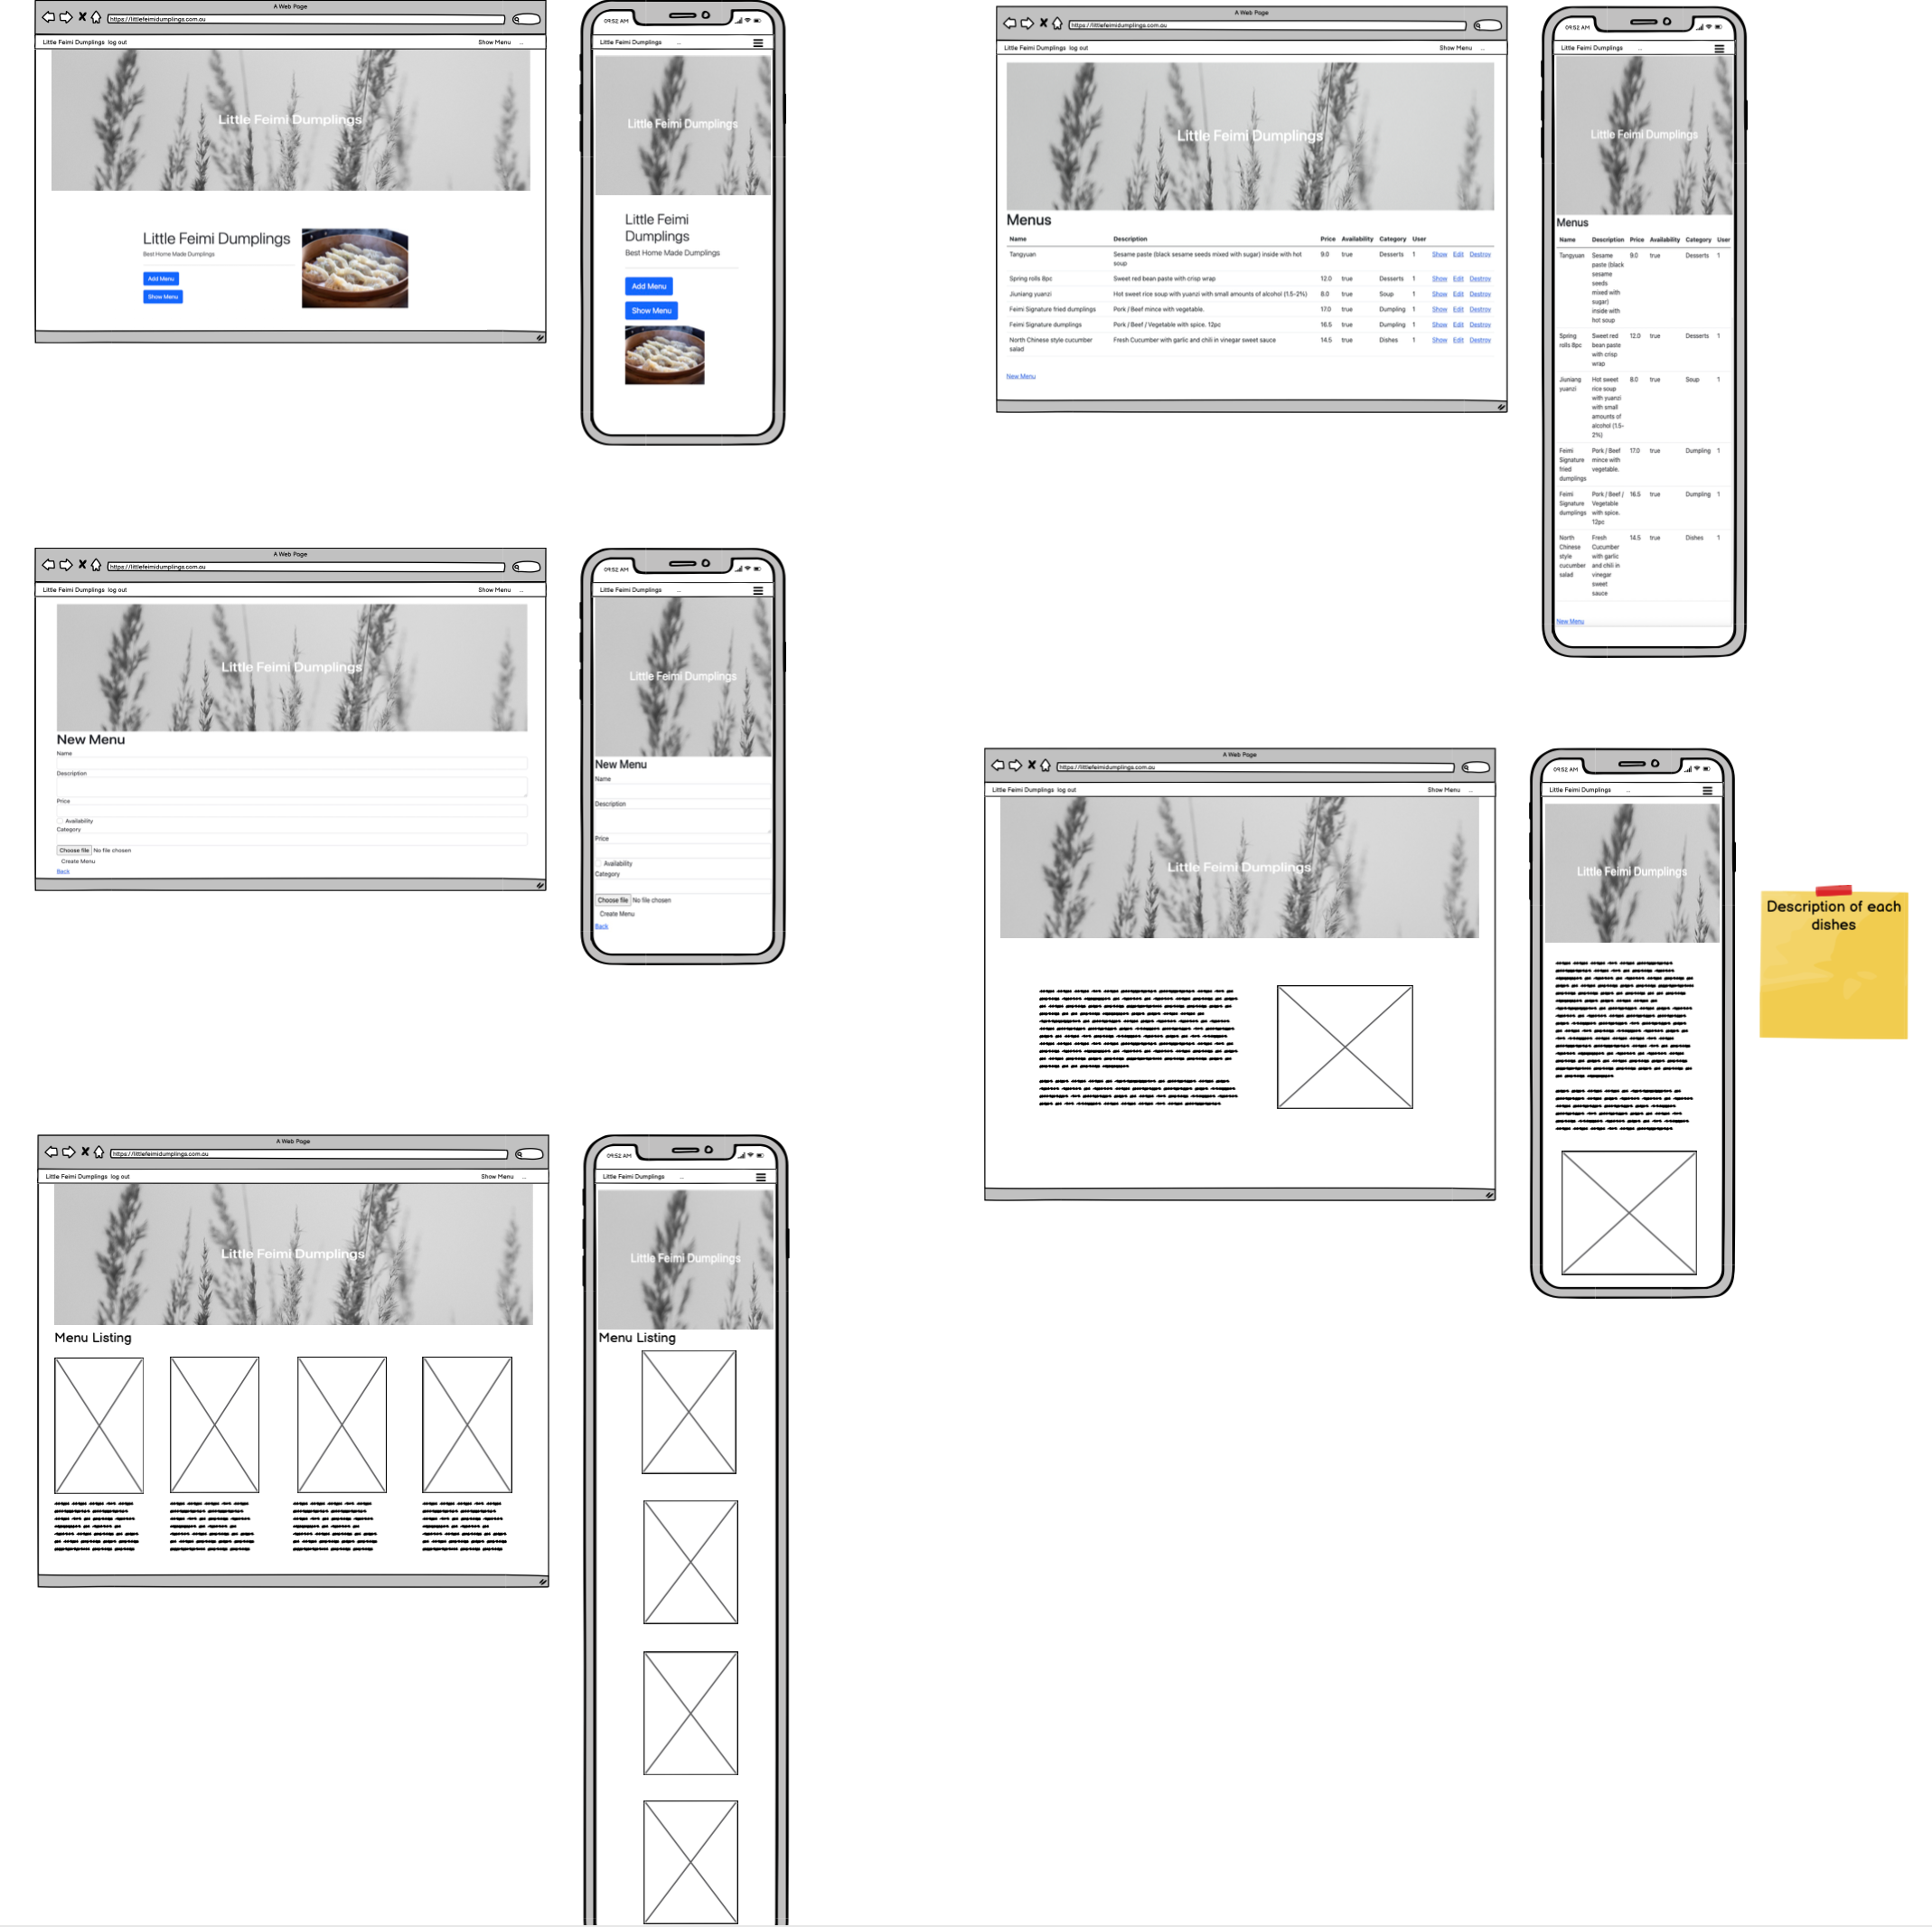 A Web Page
https://littlefeimidumplings.com.au
Little Feimi Dumplings log out Show Menu ...
Little Feimi Dumplings
Little Feimi Dumplings
Best Home Made Dumplings
Add Menu
Show Menu
09:52 AM
Little Feimi Dumplings ...
Little Feimi Dumplings
Little Feimi
Dumplings
Best Home Made Dumplings
Add Menu
Show Menu
A Web Page
https://littlefeimidumplings.com.au
Little Feimi Dumplings log out Show Menu ...
Little Feimi Dumplings
Menus
Name Description Price Availability Category User
Tangyuan Sesame paste (black sesame seeds mixed with sugar) inside with hot soup 9.0 true Desserts 1 Show Edit Destroy
Spring rolls 8pc Sweet red bean paste with crisp wrap 12.0 true Desserts 1 Show Edit Destroy
Jiuniang yuanzi Hot sweet rice soup with yuanzi with small amounts of alcohol (1.5-2%) 8.0 true Soup 1 Show Edit Destroy
Feimi Signature fried dumplings Pork / Beef mince with vegetable. 17.0 true Dumpling 1 Show Edit Destroy
Feimi Signature dumplings Pork / Beef / Vegetable with spice. 12pc 16.5 true Dumpling 1 Show Edit Destroy
North Chinese style cucumber salad Fresh Cucumber with garlic and chili in vinegar sweet sauce 14.5 true Dishes 1 Show Edit Destroy
New Menu
09:52 AM
Little Feimi Dumplings ...
Little Feimi Dumplings
Menus
Name Description Price Availability Category User
Tangyuan Sesame paste (black sesame seeds mixed with sugar) inside with hot soup 9.0 true Desserts 1
Spring rolls 8pc Sweet red bean paste with crisp wrap 12.0 true Desserts 1
Jiuniang yuanzi Hot sweet rice soup with yuanzi with small amounts of alcohol (1.5-2%) 8.0 true Soup 1
Feimi Signature fried dumplings Pork / Beef mince with vegetable. 17.0 true Dumpling 1
Feimi Signature dumplings Pork / Beef / Vegetable with spice. 12pc 16.5 true Dumpling 1
North Chinese style cucumber salad Fresh Cucumber with garlic and chili in vinegar sweet sauce 14.5 true Dishes 1
New Menu
A Web Page
https://littlefeimidumplings.com.au
Little Feimi Dumplings log out Show Menu ...
Little Feimi Dumplings
New Menu
Name
Description
Price
Availability
Category
Choose file No file chosen
Create Menu
Back
09:52 AM
Little Feimi Dumplings ...
Little Feimi Dumplings
New Menu
Name
Description
Price
Availability
Category
Choose file No file chosen
Create Menu
Back
A Web Page
https://littlefeimidumplings.com.au
Little Feimi Dumplings log out Show Menu ...
Little Feimi Dumplings
09:52 AM
Little Feimi Dumplings ...
Little Feimi Dumplings
Description of each
dishes
A Web Page
https://littlefeimidumplings.com.au
Little Feimi Dumplings log out Show Menu ...
Little Feimi Dumplings
Menu Listing
09:52 AM
Little Feimi Dumplings ...
Little Feimi Dumplings
Menu Listing